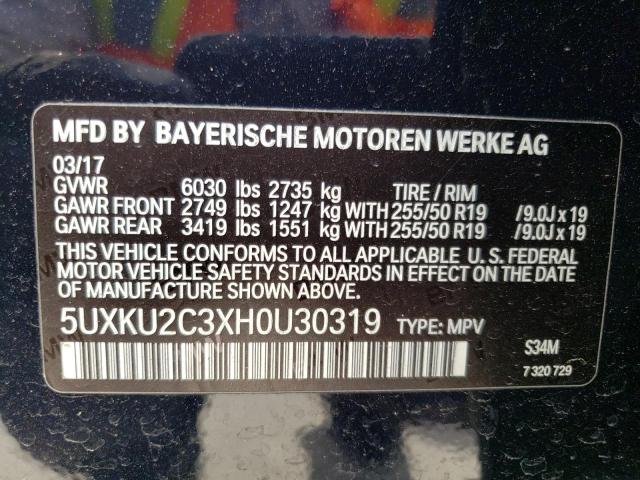 MFD BY BAYERISCHE MOTOREN WERKE AG
03/17
GVWR 6030 lbs 2735 kg TIRE / RIM
GAWR FRONT 2749 lbs 1247 kg WITH 255/50 R19 /9.0J x 19
GAWR REAR 3419 lbs 1551 kg WITH 255/50 R19 /9.0J x 19
THIS VEHICLE CONFORMS TO ALL APPLICABLE U. S. FEDERAL
MOTOR VEHICLE SAFETY STANDARDS IN EFFECT ON THE DATE
OF MANUFACTURE SHOWN ABOVE.
5UXKU2C3XH0U30319 TYPE: MPV
S34M
7 320 729